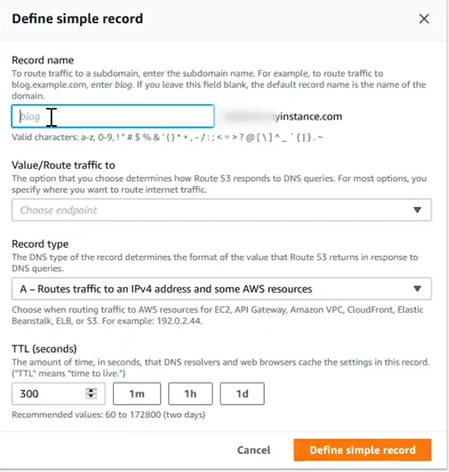 Define simple record
Record name
To route traffic to a subdomain, enter the subdomain name. For example, to route traffic to
blog.example.com, enter blog. If you leave this field blank, the default record name is the name of the
domain.
blog
yinstance.com
Valid characters: a-z, 0-9, ! " # $ % & ' ( ) * + , - / : ; < = > ? @ [ \ ] ^ _ ` { | } . ~
Value/Route traffic to
The option that you choose determines how Route 53 responds to DNS queries. For most options, you
specify where you want to route internet traffic.
Choose endpoint
Record type
The DNS type of the record determines the format of the value that Route 53 returns in response to
DNS queries.
A – Routes traffic to an IPv4 address and some AWS resources
Choose when routing traffic to AWS resources for EC2, API Gateway, Amazon VPC, CloudFront, Elastic
Beanstalk, ELB, or S3. For example: 192.0.2.44.
TTL (seconds)
The amount of time, in seconds, that DNS resolvers and web browsers cache the settings in this record.
("TTL" means "time to live.")
300 1m 1h 1d
Recommended values: 60 to 172800 (two days)
Cancel Define simple record